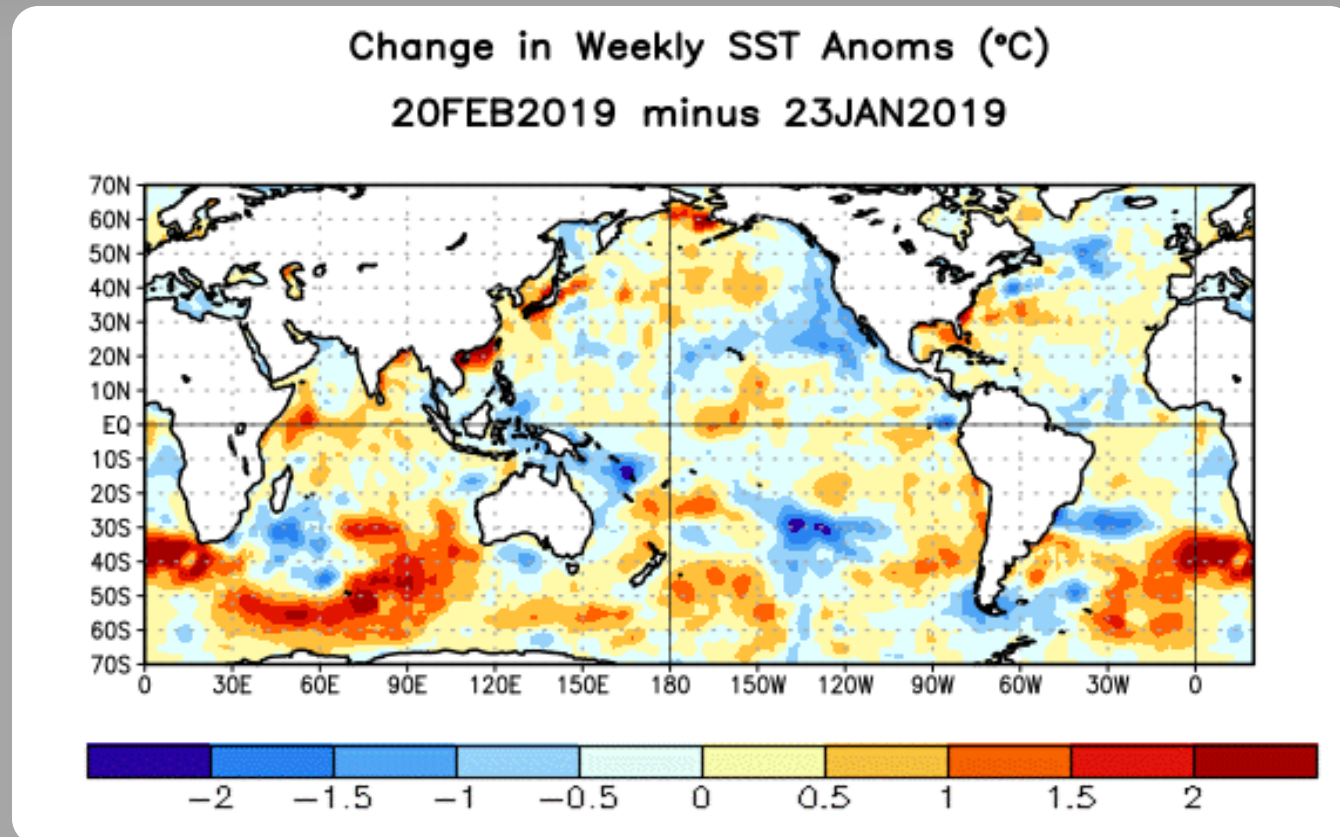 Change in Weekly SST Anoms (°C)
20FEB2019 minus 23JAN2019
70N
60N
50N
40N
30N
20N
10N
EQ
10S
20S
30S
40S
50S
60S
70S
0 30E 60E 90E 120E 150E 180 150W 120W 90W 60W 30W 0
−2 −1.5 −1 −0.5 0 0.5 1 1.5 2